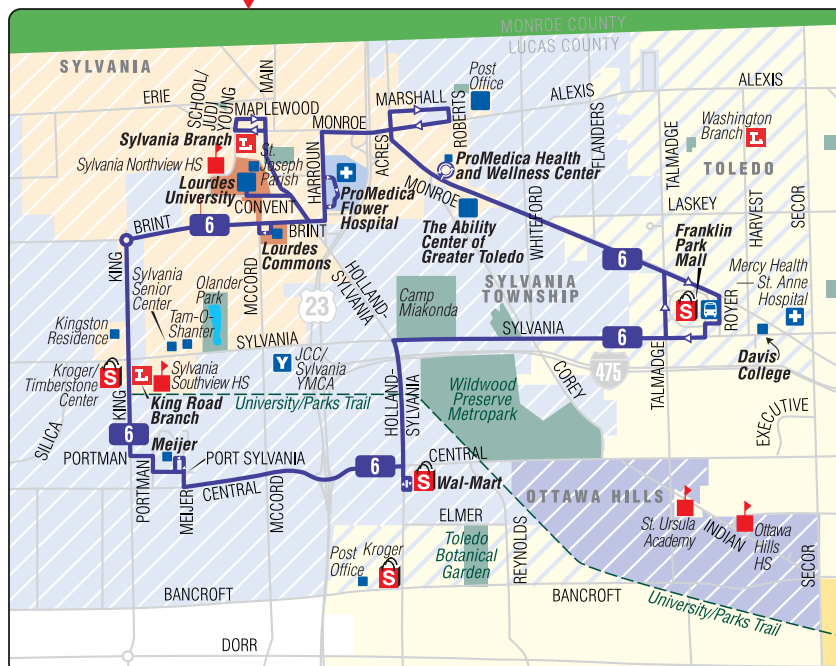 MONROE COUNTY
LUCAS COUNTY
SYLVANIA
MAIN
SCHOOL/
JUDI
YOUNG
ERIE
MAPLEWOOD
MONROE
MARSHALL
ROBERTS
Post
Office
ALEXIS
ALEXIS
FLANDERS
TALMADGE
Washington
Branch
L
TOLEDO
Sylvania Branch
L
Sylvania Northview HS
St.
Joseph
Parish
Lourdes
University
CONVENT
HARROUN
ProMedica
Flower
Hospital
ACRES
MONROE
ProMedica Health
and Wellness Center
The Ability
Center of
Greater Toledo
WHITEFORD
LASKEY
HARVEST
SECOR
BRINT
6
BRINT
Lourdes
Commons
KING
Sylvania
Senior
Center
Tam-O-
Shanter
Olander
Park
MCCORD
23
HOLLAND-
SYLVANIA
Camp
Miakonda
SYLVANIA
TOWNSHIP
6
Franklin
Park
Mall
S
ROYER
Mercy Health
St. Anne
Hospital
Davis
College
Kingston
Residence
SYLVANIA
SYLVANIA
6
Kroger/
Timberstone
Center
S
L
Sylvania
Southview HS
Y
JCC/
Sylvania
YMCA
King Road
Branch
KING
University/Parks Trail
HOLLAND-
SYLVANIA
Wildwood
Preserve
Metropark
COREY
475
TALMADGE
EXECUTIVE
SILICA
6
Meijer
PORTMAN
PORT SYLVANIA
PORTMAN
MEIJER
CENTRAL
MCCORD
6
CENTRAL
S
Wal-Mart
OTTAWA HILLS
ELMER
REYNOLDS
St. Ursula
Academy
INDIAN
Ottawa
Hills
HS
SECOR
Post
Office
Kroger
S
Toledo
Botanical
Garden
BANCROFT
BANCROFT
University/Parks Trail
DORR